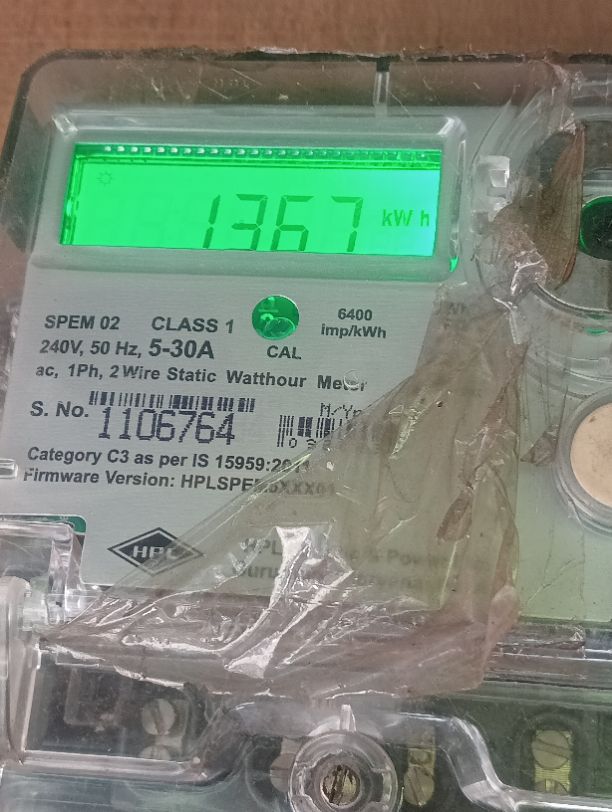 1367 kWh
SPEM 02 CLASS 1 6400
imp/kWh
240V, 50 Hz, 5-30A CAL
ac, 1Ph, 2 Wire Static Watthour Meter
S. No. 1106764
Category C3 as per IS 15959:
Firmware Version:
HPL